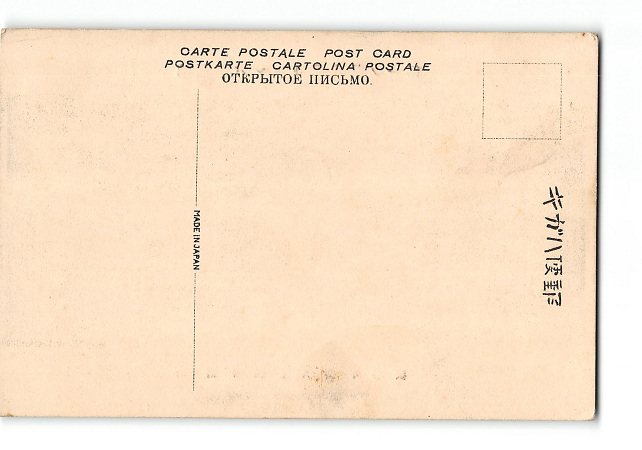 CARTE POSTALE POST CARD
POSTKARTE CARTOLINA POSTALE
ОТКРЫТОЕ ПИСЬМО.
MADE IN JAPAN
郵便ハガキ